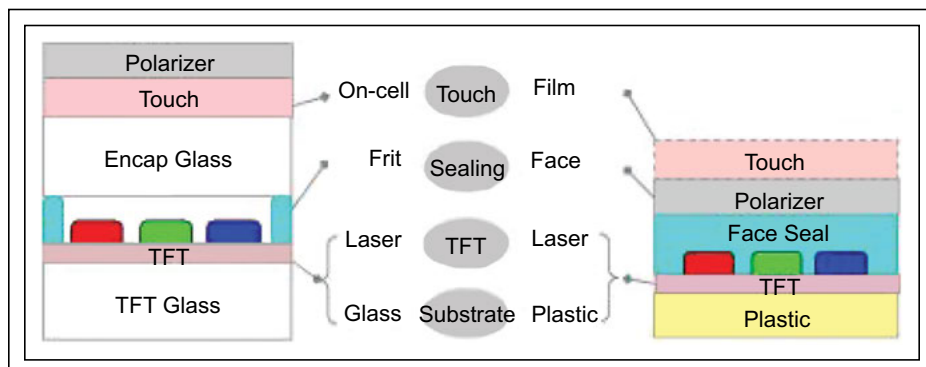 Polarizer
Touch
Encap Glass
TFT
TFT Glass
On-cell Touch Film
Frit Sealing Face
Laser TFT Laser
Glass Substrate Plastic
Touch
Polarizer
Face Seal
TFT
Plastic